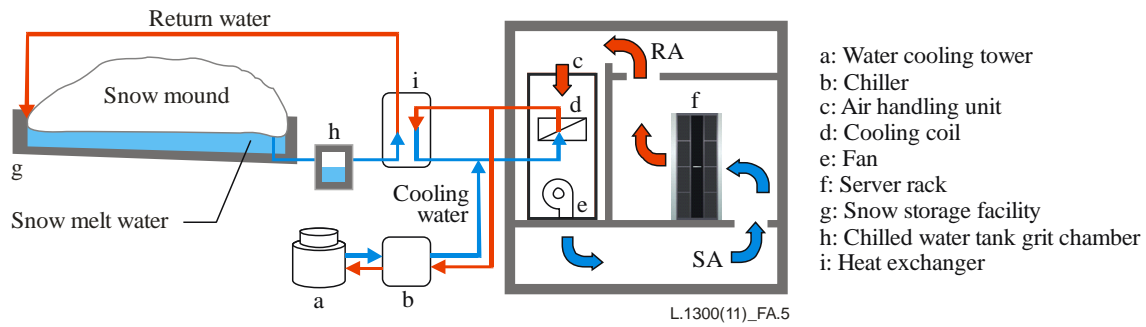 Return water
Snow mound
Snow melt water
g
h
i
Cooling
water
a
b
c
d
e
f
RA
SA
a: Water cooling tower
b: Chiller
c: Air handling unit
d: Cooling coil
e: Fan
f: Server rack
g: Snow storage facility
h: Chilled water tank grit chamber
i: Heat exchanger
L.1300(11)_FA.5